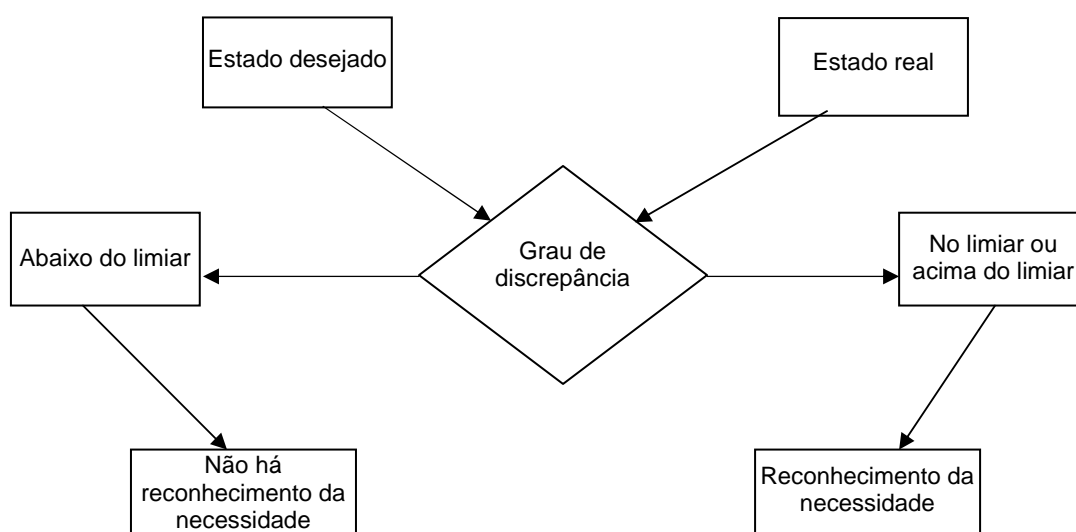 Estado desejado
Estado real
Abaixo do limiar
Grau de
discrepância
No limiar ou
acima do limiar
Não há
reconhecimento da
necessidade
Reconhecimento da
necessidade